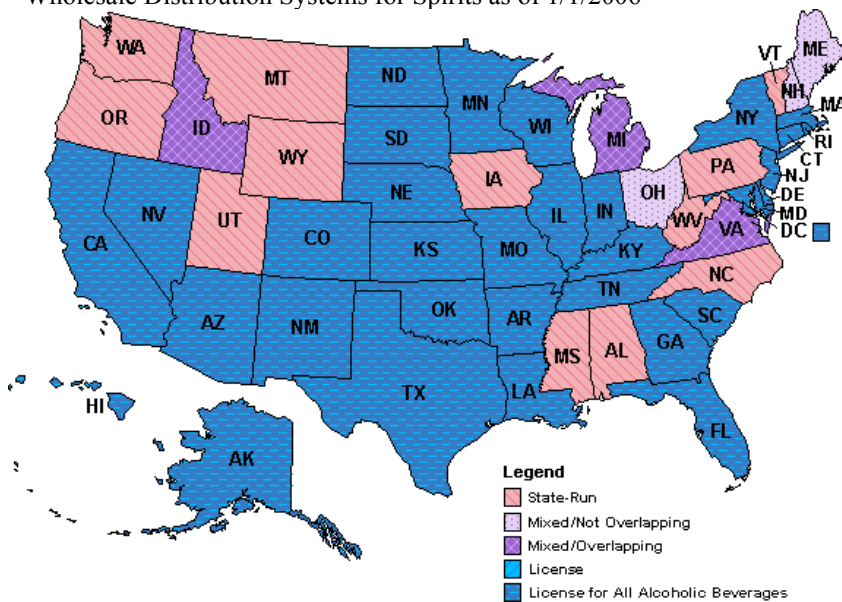 Wholesale Distribution Systems for Spirits as of 1/1/2006
WA
MT
ND
MN
VT
ME
NH
OR
ID
WY
SD
WI
MI
NY
MA
RI
CT
NJ
DE
MD
DC
NV
UT
NE
IA
PA
CA
CO
KS
MO
IL
IN
OH
WV
VA
KY
NC
AZ
NM
OK
AR
TN
SC
MS
AL
GA
TX
LA
FL
HI
AK
Legend
State-Run
Mixed/Not Overlapping
Mixed/Overlapping
License
License for All Alcoholic Beverages